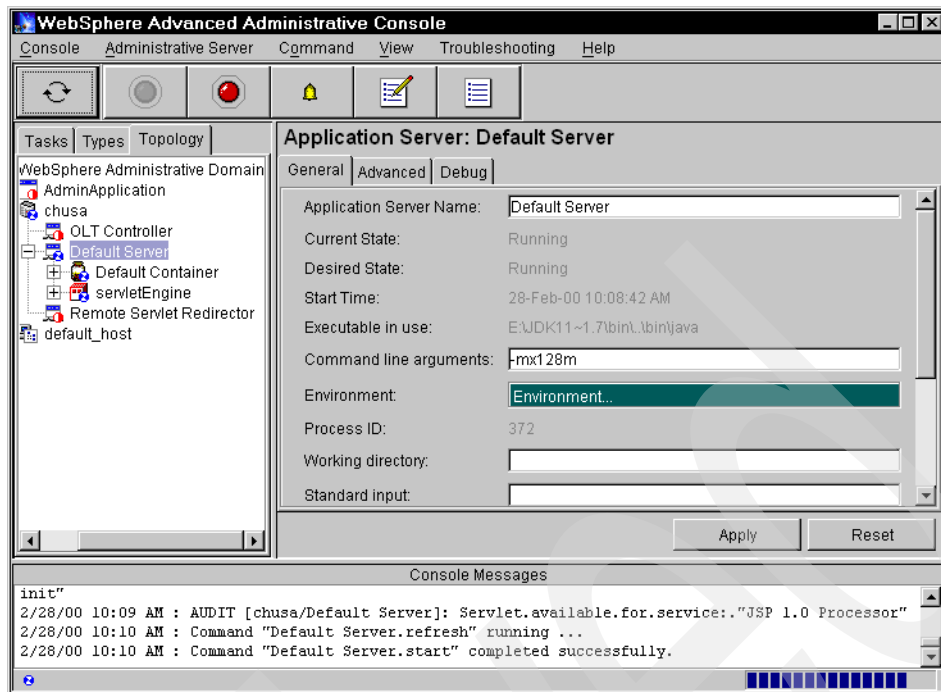 WebSphere Advanced Administrative Console
Console Administrative Server Command View Troubleshooting Help
Tasks Types Topology
WebSphere Administrative Domain
AdminApplication
chusa
OLT Controller
Default Server
Default Container
servletEngine
Remote Servlet Redirector
default_host
Application Server: Default Server
General Advanced Debug
Application Server Name: Default Server
Current State: Running
Desired State: Running
Start Time: 28-Feb-00 10:08:42 AM
Executable in use: E:\JDK11~1.7\bin\..\bin\java
Command line arguments: -mx128m
Environment: Environment...
Process ID: 372
Working directory:
Standard input:
Apply Reset
Console Messages
init"
2/28/00 10:09 AM : AUDIT [chusa/Default Server]: Servlet.available.for.service:."JSP 1.0 Processor"
2/28/00 10:10 AM : Command "Default Server.refresh" running ...
2/28/00 10:10 AM : Command "Default Server.start" completed successfully.